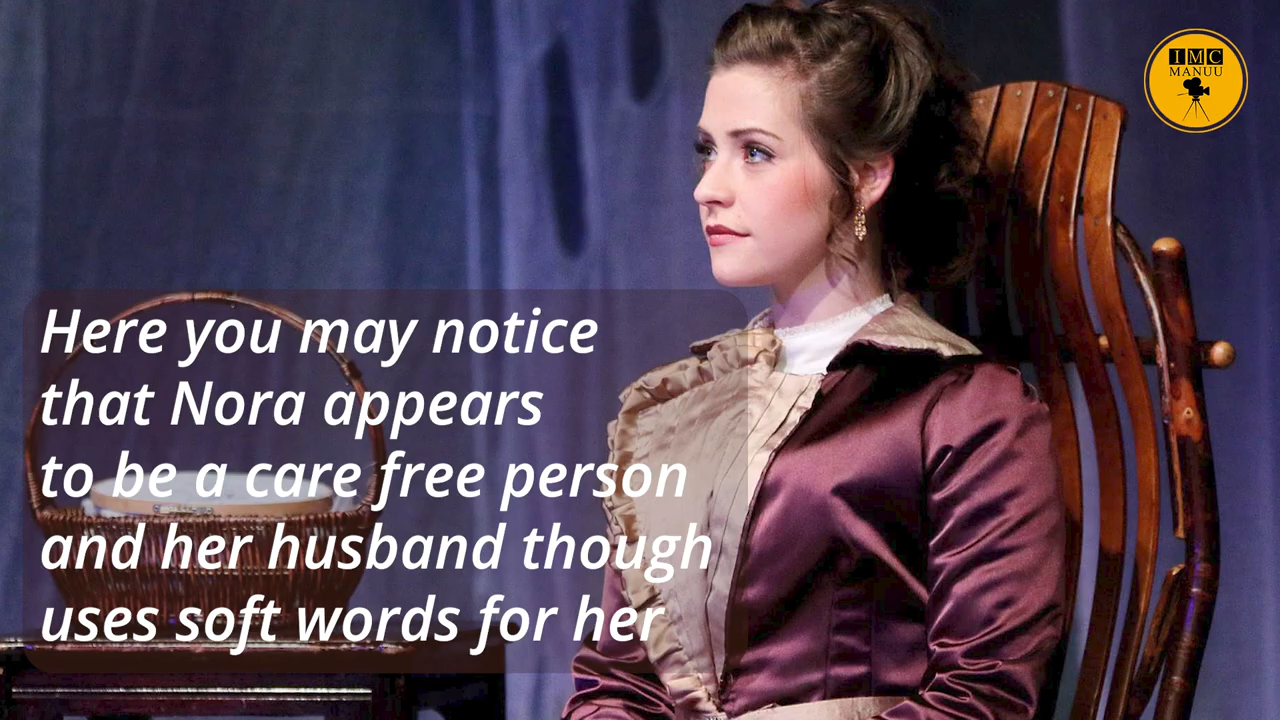 IMC
MANUU
Here you may notice
that Nora appears
to be a care free person
and her husband though
uses soft words for her